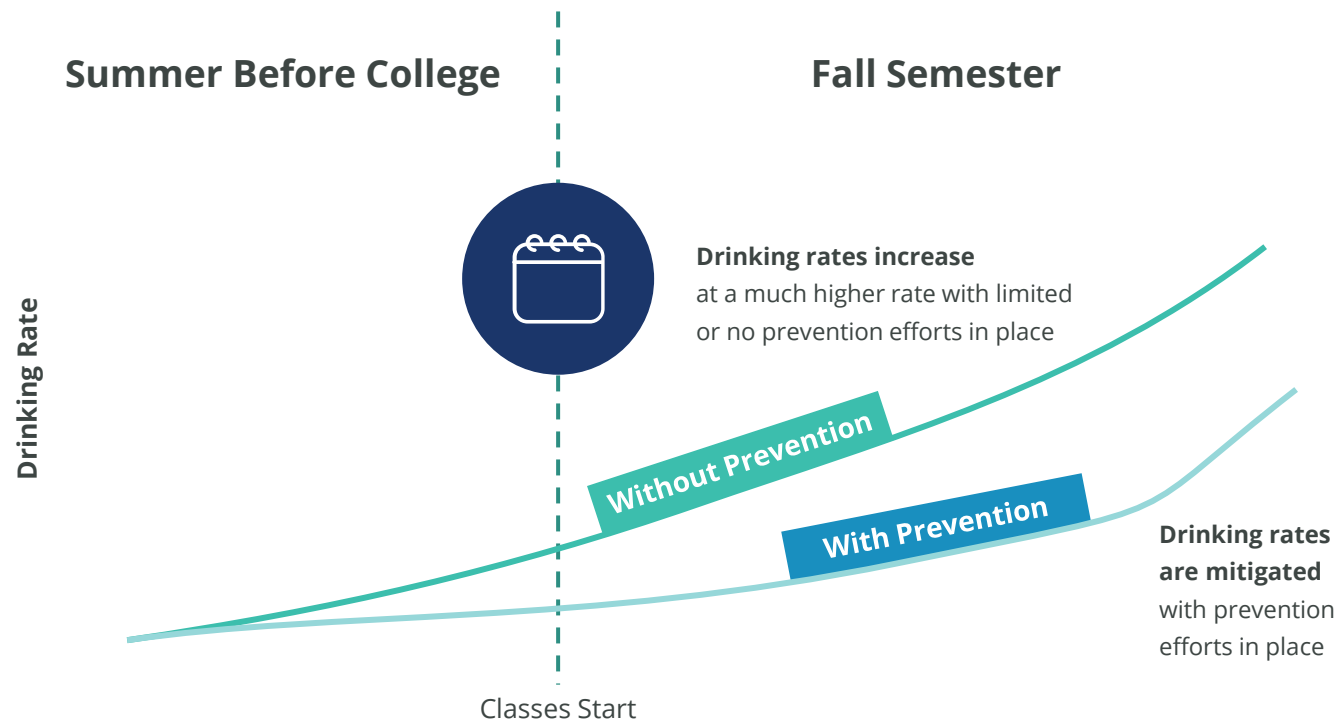 Summer Before College
Fall Semester
Drinking Rate
Drinking rates increase
at a much higher rate with limited
or no prevention efforts in place
Without Prevention
With Prevention
Drinking rates
are mitigated
with prevention
efforts in place
Classes Start